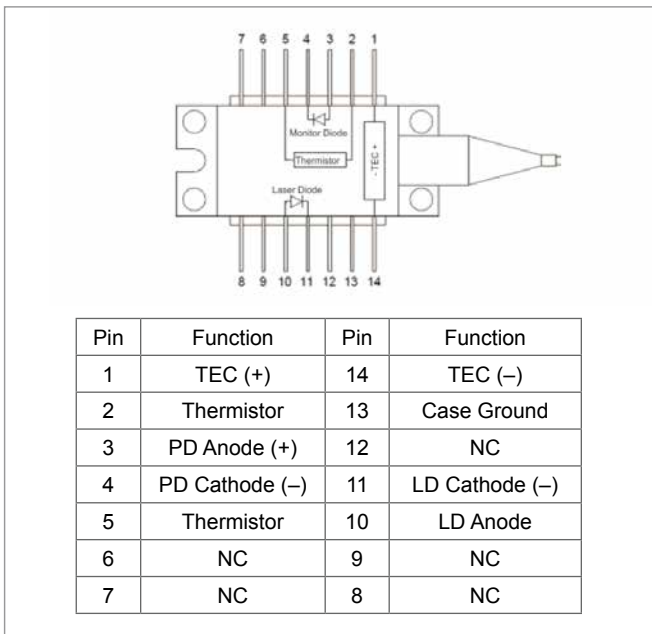 7 6 5 4 3 2 1
Monitor Diode
Thermistor
- TEC +
Laser Diode
8 9 10 11 12 13 14
Pin Function Pin Function
1 TEC (+) 14 TEC (–)
2 Thermistor 13 Case Ground
3 PD Anode (+) 12 NC
4 PD Cathode (–) 11 LD Cathode (–)
5 Thermistor 10 LD Anode
6 NC 9 NC
7 NC 8 NC